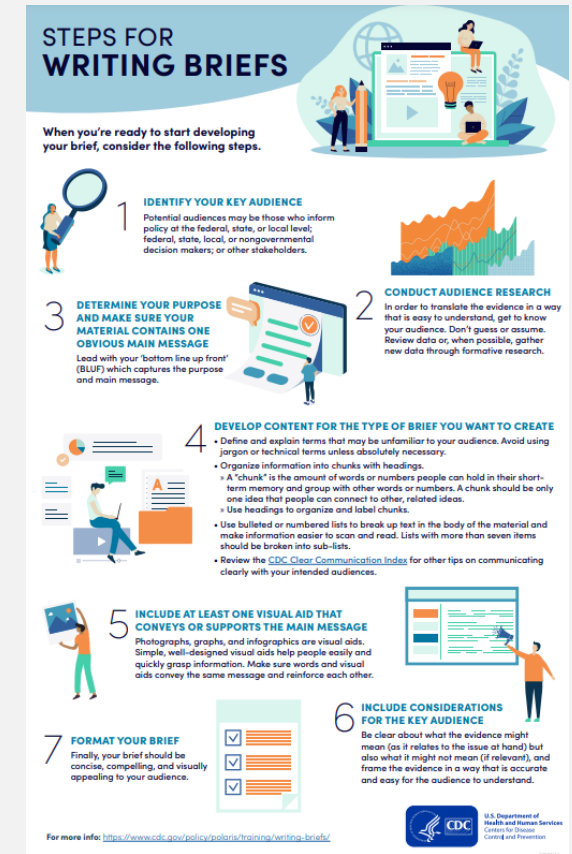 STEPS FOR
WRITING BRIEFS
When you're ready to start developing
your brief, consider the following steps.
1
IDENTIFY YOUR KEY AUDIENCE
Potential audiences may be those who inform
policy at the federal, state, or local level;
federal, state, local, or nongovernmental
decision makers; or other stakeholders.
2
CONDUCT AUDIENCE RESEARCH
In order to translate the evidence in a way
that is easy to understand, get to know
your audience. Don't guess or assume.
Review data or, when possible, gather
new data through formative research.
3
DETERMINE YOUR PURPOSE
AND MAKE SURE YOUR
MATERIAL CONTAINS ONE
OBVIOUS MAIN MESSAGE
Lead with your 'bottom line up front'
(BLUF) which captures the purpose
and main message.
4
DEVELOP CONTENT FOR THE TYPE OF BRIEF YOU WANT TO CREATE
• Define and explain terms that may be unfamiliar to your audience. Avoid using
jargon or technical terms unless absolutely necessary.
• Organize information into chunks with headings.
» A "chunk" is the amount of words or numbers people can hold in their short-
term memory and group with other words or numbers. A chunk should be only
one idea that people can connect to other, related ideas.
» Use headings to organize and label chunks.
• Use bulleted or numbered lists to break up text in the body of the material and
make information easier to scan and read. Lists with more than seven items
should be broken into sub-lists.
• Review the CDC Clear Communication Index for other tips on communicating
clearly with your intended audiences.
A
5
INCLUDE AT LEAST ONE VISUAL AID THAT
CONVEYS OR SUPPORTS THE MAIN MESSAGE
Photographs, graphs, and infographics are visual aids.
Simple, well-designed visual aids help people easily and
quickly grasp information. Make sure words and visual
aids convey the same message and reinforce each other.
6
INCLUDE CONSIDERATIONS
FOR THE KEY AUDIENCE
Be clear about what the evidence might
mean (as it relates to the issue at hand) but
also what it might not mean (if relevant), and
frame the evidence in a way that is accurate
and easy for the audience to understand.
7
FORMAT YOUR BRIEF
Finally, your brief should be
concise, compelling, and visually
appealing to your audience.
For more info: https://www.cdc.gov/policy/polaris/training/writing-briefs/
CDC
U.S. Department of
Health and Human Services
Centers for Disease
Control and Prevention